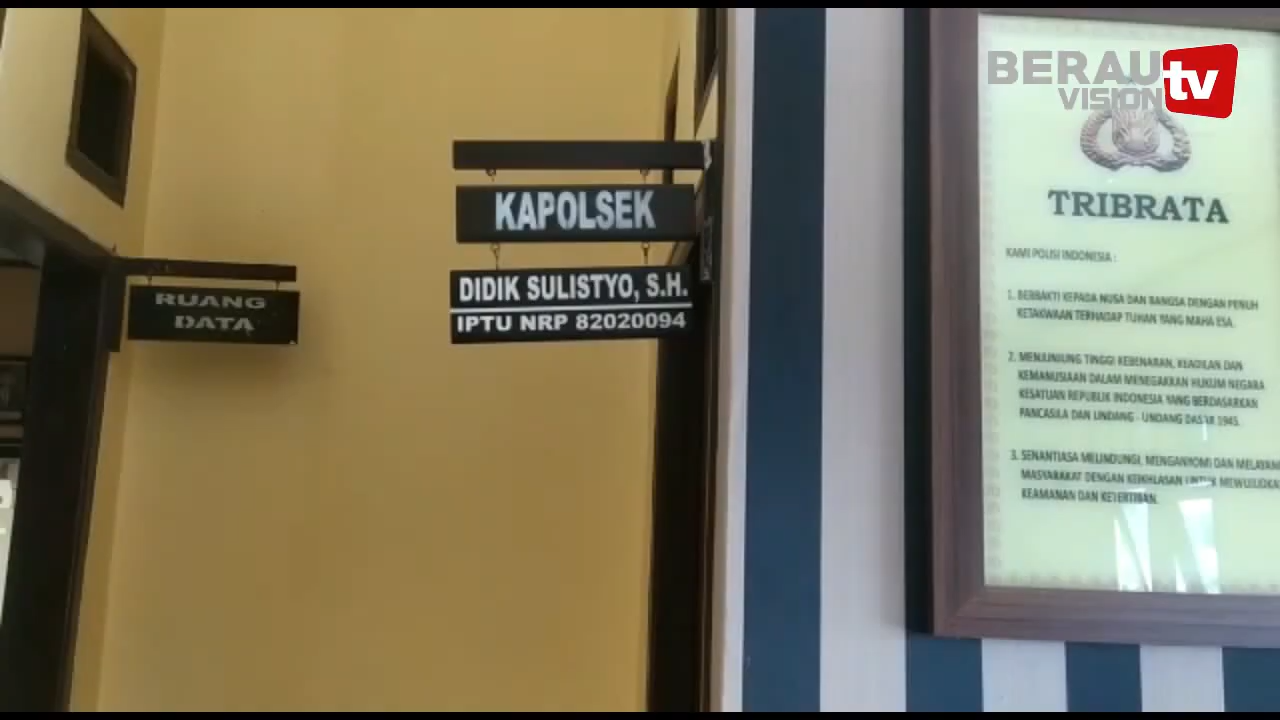 BERAU
VISION
tv
KAPOLSEK
DIDIK SULISTYO, S.H.
IPTU NRP 82020094
RUANG
DATA
TRIBRATA
KAMI POLISI INDONESIA :
1. BERBAKTI KEPADA NUSA DAN BANGSA DENGAN PENUH
KETAKWAAN TERHADAP TUHAN YANG MAHA ESA.
2. MENJUNJUNG TINGGI KEBENARAN, KEADILAN DAN
KEMANUSIAAN DALAM MENEGAKKAN HUKUM NEGARA
KESATUAN REPUBLIK INDONESIA YANG BERDASARKAN
PANCASILA DAN UNDANG - UNDANG DASAR 1945.
3. SENANTIASA MELINDUNGI, MENGAYOMI DAN MELAYAN
MASYARAKAT DENGAN KEIKHLASAN UNTUK MEWUJUDKA
KEAMANAN DAN KETERTIBAN.